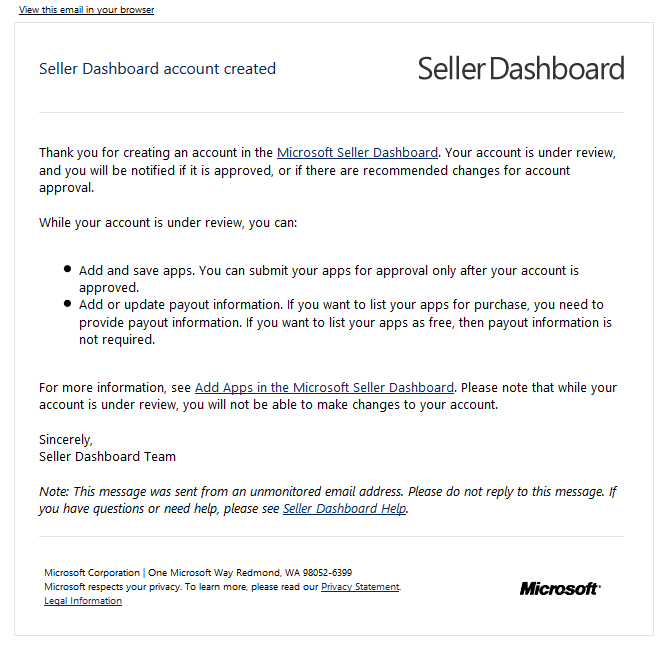 View this email in your browser
Seller Dashboard account created
Seller Dashboard
Thank you for creating an account in the Microsoft Seller Dashboard. Your account is under review,
and you will be notified if it is approved, or if there are recommended changes for account
approval.
While your account is under review, you can:
● Add and save apps. You can submit your apps for approval only after your account is
approved.
● Add or update payout information. If you want to list your apps for purchase, you need to
provide payout information. If you want to list your apps as free, then payout information is
not required.
For more information, see Add Apps in the Microsoft Seller Dashboard. Please note that while your
account is under review, you will not be able to make changes to your account.
Sincerely,
Seller Dashboard Team
Note: This message was sent from an unmonitored email address. Please do not reply to this message. If
you have questions or need help, please see Seller Dashboard Help.
Microsoft Corporation | One Microsoft Way Redmond, WA 98052-6399
Microsoft respects your privacy. To learn more, please read our Privacy Statement.
Legal Information
Microsoft